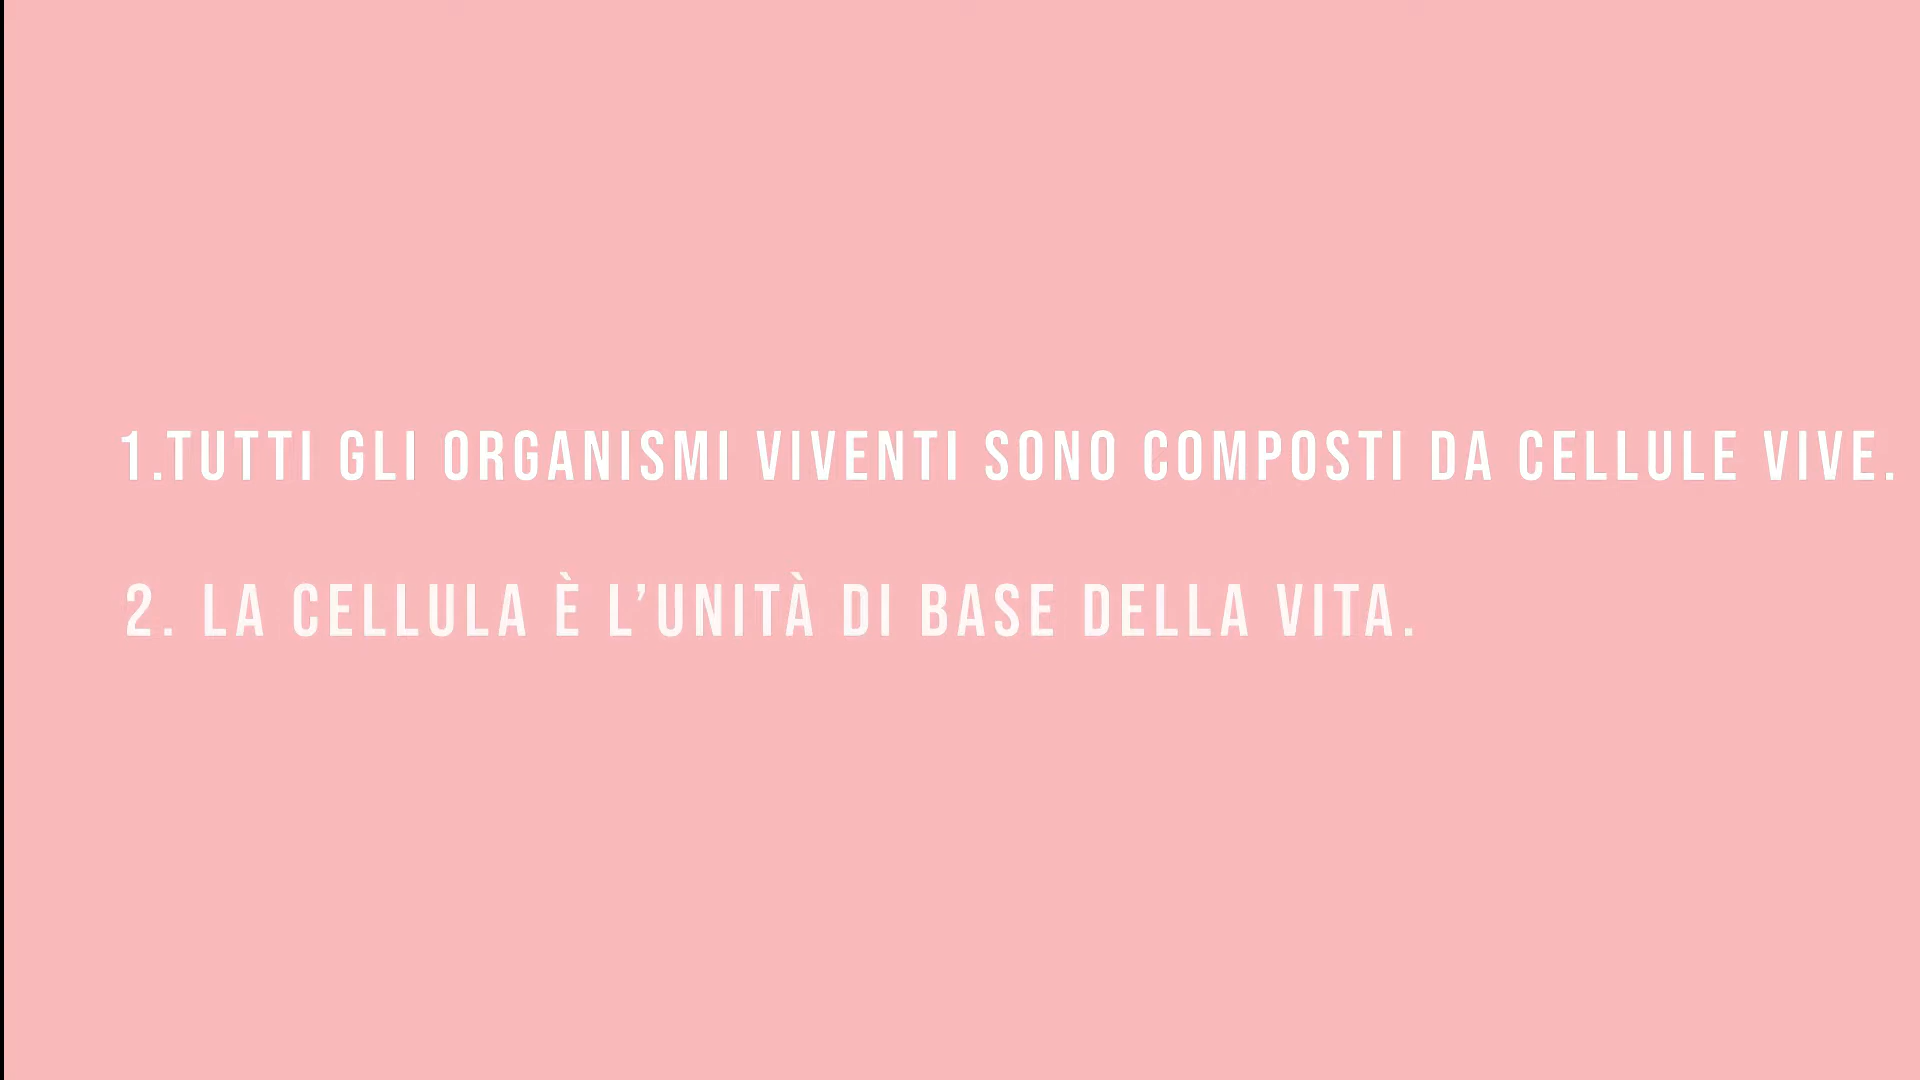 1.TUTTI GLI ORGANISMI VIVENTI SONO COMPOSTI DA CELLULE VIVE.
2. LA CELLULA È L’UNITÀ DI BASE DELLA VITA.